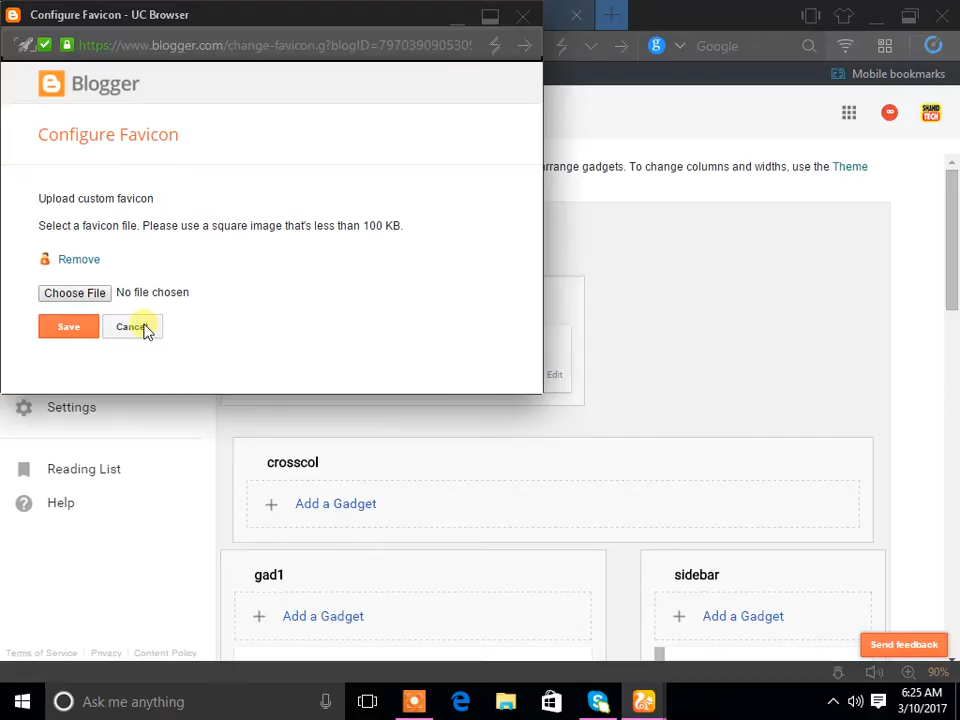 Configure Favicon - UC Browser
https://www.blogger.com/change-favicon.g?blogID=7970390905309
Google
Mobile bookmarks
Blogger
SHAHID TECH
Configure Favicon
arrange gadgets. To change columns and widths, use the Theme
Upload custom favicon
Select a favicon file. Please use a square image that's less than 100 KB.
Remove
Choose File No file chosen
Save Cancel
Edit
Settings
crosscol
Reading List
Add a Gadget
Help
gad1 sidebar
Add a Gadget Add a Gadget
Send feedback
Terms of Service Privacy Content Policy
90%
Ask me anything
6:25 AM
3/10/2017